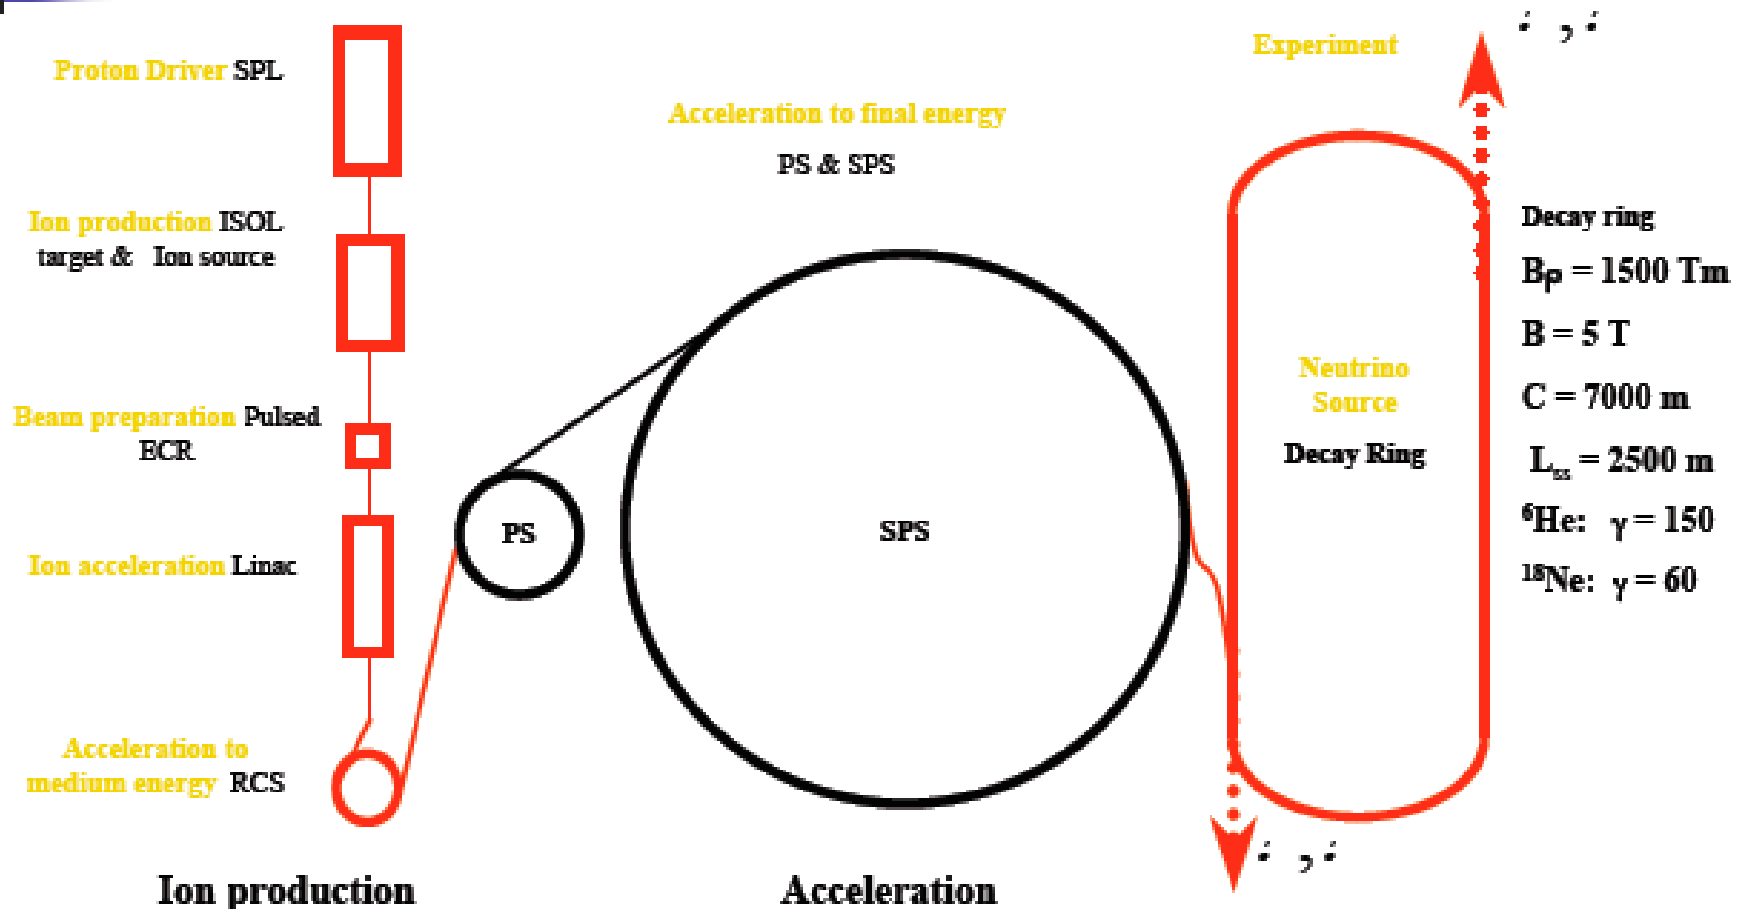 Proton Driver SPL
Ion production ISOL
target & Ion source
Beam preparation Pulsed
ECR
Ion acceleration Linac
Acceleration to
medium energy RCS
Ion production
Acceleration to final energy
PS & SPS
PS
SPS
Acceleration
Experiment
Neutrino
Source
Decay Ring
Decay ring
Bρ = 1500 Tm
B = 5 T
C = 7000 m
Lss = 2500 m
⁶He: γ = 150
¹⁸Ne: γ = 60